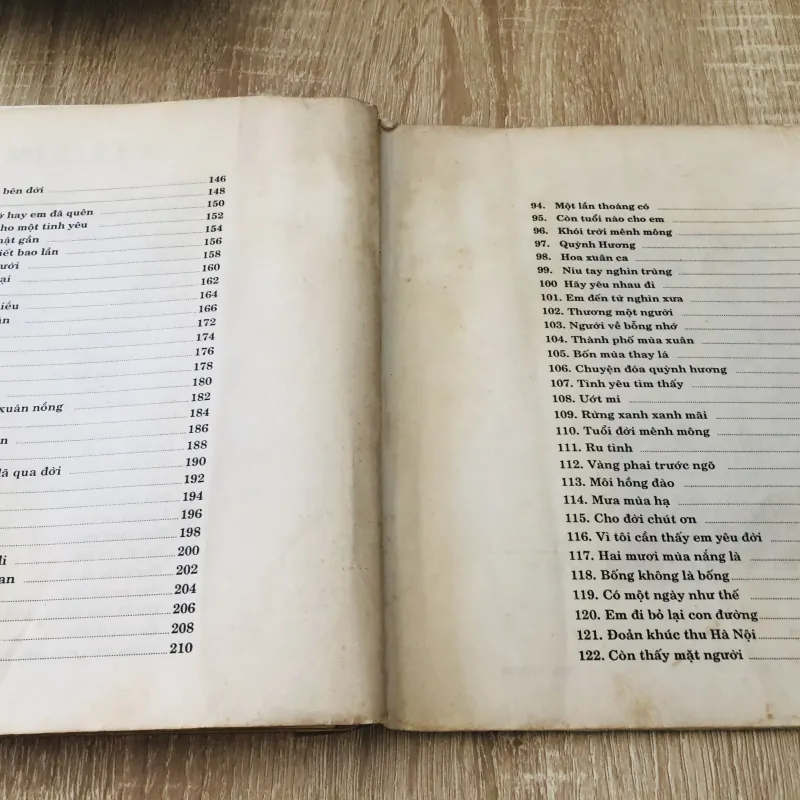 bên đời 146
148
hay em đã quên 150
cho một tình yêu 152
gần 154
biết bao lần 156
158
160
162
164
166
172
174
176
178
180
182
xuân nồng
184
186
188
đã qua đời 190
192
194
196
198
đi 200
202
204
206
208
210
94. Một lần thoáng có
95. Còn tuổi nào cho em
96. Khói trời mênh mông
97. Quỳnh Hương
98. Hoa xuân ca
99. Níu tay nghìn trùng
100 Hãy yêu nhau đi
101. Em đến từ nghìn xưa
102. Thương một người
103. Người về bỗng nhớ
104. Thành phố mùa xuân
105. Bốn mùa thay lá
106. Chuyện đóa quỳnh hương
107. Tình yêu tìm thấy
108. Ướt mi
109. Rừng xanh xanh mãi
110. Tuổi đời mênh mông
111. Ru tình
112. Vàng phai trước ngõ
113. Môi hồng đào
114. Mưa mùa hạ
115. Cho đời chút ơn
116. Vì tôi cần thấy em yêu đời
117. Hai mươi mùa nắng lạ
118. Bống không là bống
119. Có một ngày như thế
120. Em đi bỏ lại con đường
121. Đoản khúc thu Hà Nội
122. Còn thấy mặt người